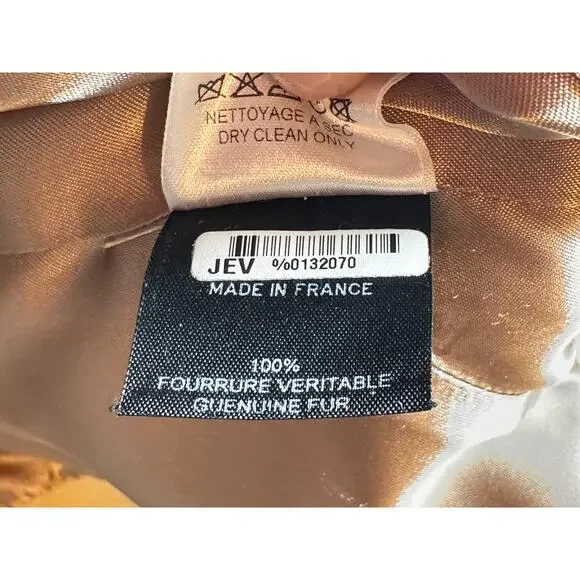 NETTOYAGE A SEC
DRY CLEAN ONLY
JEV %0132070
MADE IN FRANCE
100%
FOURRURE VERITABLE
GUENUINE FUR